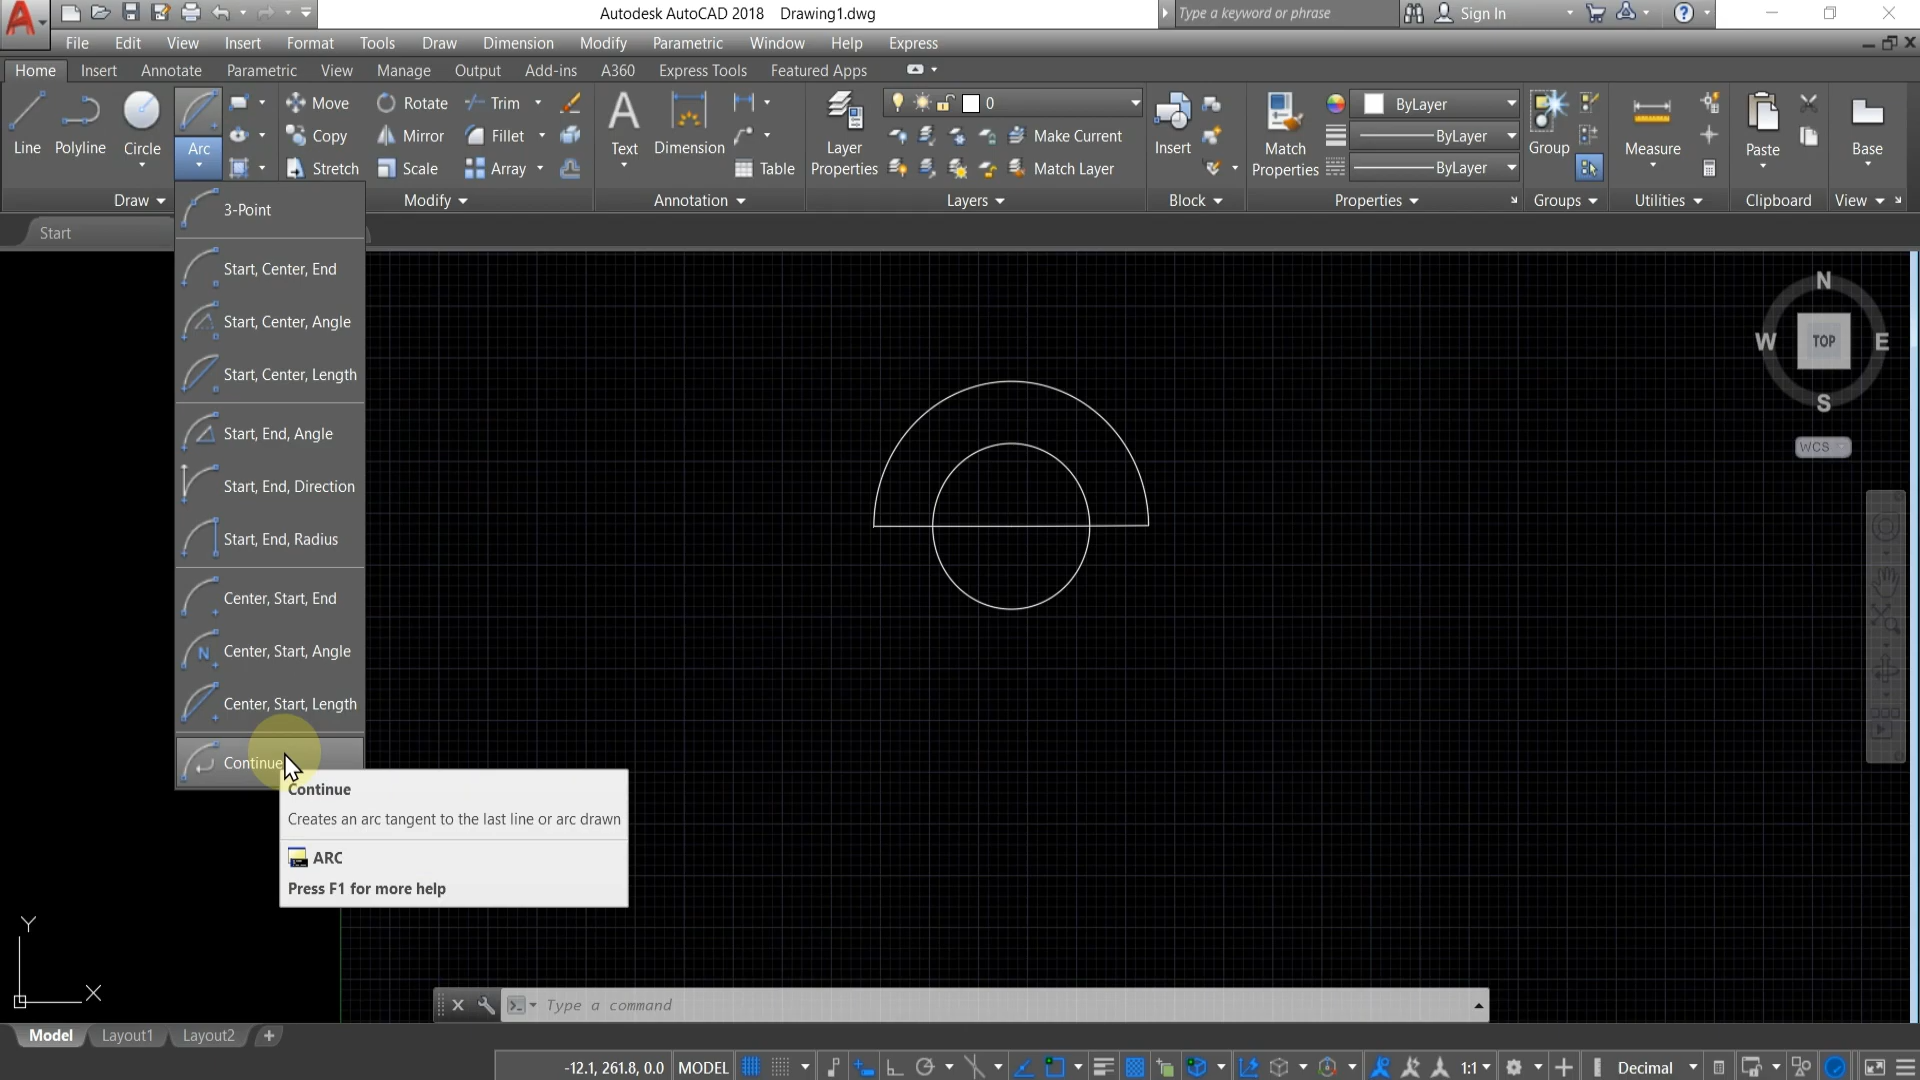 Autodesk AutoCAD 2018 Drawing1.dwg
Type a keyword or phrase
Sign In
File Edit View Insert Format Tools Draw Dimension Modify Parametric Window Help Express
Home Insert Annotate Parametric View Manage Output Add-ins A360 Express Tools Featured Apps
Line Polyline Circle Arc
Move Rotate Trim
Copy Mirror Fillet
Stretch Scale Array
Text Dimension Table
Layer Properties
0
Make Current
Match Layer
Insert
Match Properties
ByLayer
ByLayer
ByLayer
Group Measure Paste Base
Draw Modify Annotation Layers Block Properties Groups Utilities Clipboard View
Start
3-Point
Start, Center, End
Start, Center, Angle
Start, Center, Length
Start, End, Angle
Start, End, Direction
Start, End, Radius
Center, Start, End
Center, Start, Angle
Center, Start, Length
Continue
Continue
Creates an arc tangent to the last line or arc drawn
ARC
Press F1 for more help
N
W TOP E
S
WCS
Y
X
Type a command
Model Layout1 Layout2 +
-12.1, 261.8, 0.0 MODEL 1:1 Decimal